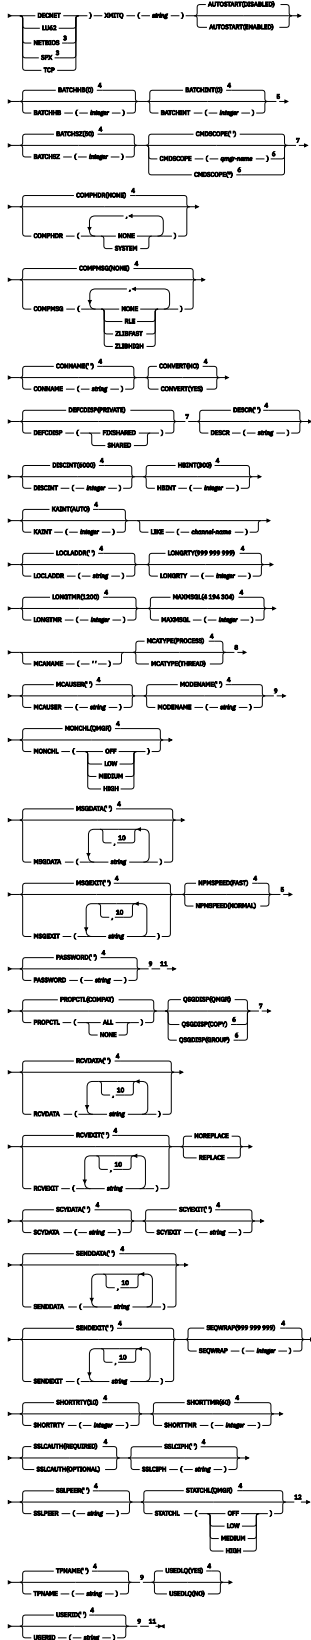 DECNET ) XMITQ ( string ) AUTOSTART(DISABLED)
LU62 AUTOSTART(ENABLED)
NETBIOS 3
SPX 3
TCP
BATCHHB(0) 4 BATCHINT(0) 4 5
BATCHHB ( integer ) BATCHINT ( integer )
BATCHSZ(50) 4 CMDSCOPE(' ') 4 7
BATCHSZ ( integer ) CMDSCOPE ( qmgr-name ) 6
CMDSCOPE(*) 6
COMPHDR(NONE) 4
,
COMPHDR ( NONE )
SYSTEM
COMPMSG(NONE) 4
,
COMPMSG ( NONE )
RLE
ZLIBFAST
ZLIBHIGH
CONNAME(' ') 4 CONVERT(NO) 4
CONNAME ( string ) CONVERT(YES)
DEFCDISP(PRIVATE) 7 DESCR(' ') 4
DEFCDISP ( FIXSHARED ) DESCR ( string )
SHARED
DISCINT(6000) 4 HBINT(300) 4
DISCINT ( integer ) HBINT ( integer )
KAINT(AUTO) 4
KAINT ( integer ) LIKE ( channel-name )
LOCLADDR(' ') 4 LONGRTY(999 999 999) 4
LOCLADDR ( string ) LONGRTY ( integer )
LONGTMR(1200) 4 MAXMSGL(4 194 304) 4
LONGTMR ( integer ) MAXMSGL ( integer )
MCATYPE(PROCESS) 4 8
MCANAME ( ' ' ) MCATYPE(THREAD)
MCAUSER(' ') 4 MODENAME(' ') 4 9
MCAUSER ( string ) MODENAME ( string )
MONCHL(QMGR) 4
MONCHL ( OFF )
LOW
MEDIUM
HIGH
MSGDATA(' ') 4
, 10
MSGDATA ( string )
MSGEXIT(' ') 4 NPMSPEED(FAST) 4 5
, 10 NPMSPEED(NORMAL)
MSGEXIT ( string )
PASSWORD(' ') 4 9 11
PASSWORD ( string )
PROPCTL(COMPAT) QSGDISP(QMGR) 4 7
PROPCTL ( ALL ) QSGDISP(COPY) 6
NONE QSGDISP(GROUP) 6
RCVDATA(' ') 4
, 10
RCVDATA ( string )
RCVEXIT(' ') 4 NOREPLACE
, 10 REPLACE
RCVEXIT ( string )
SCYDATA(' ') 4 SCYEXIT(' ') 4
SCYDATA ( string ) SCYEXIT ( string )
SENDDATA(' ') 4
, 10
SENDDATA ( string )
SENDEXIT(' ') 4 SEQWRAP(999 999 999) 4
, 10 SEQWRAP ( integer )
SENDEXIT ( string )
SHORTRTY(10) 4 SHORTTMR(60) 4
SHORTRTY ( integer ) SHORTTMR ( integer )
SSLCAUTH(REQUIRED) 4 SSLCIPH(' ') 4
SSLCAUTH(OPTIONAL) SSLCIPH ( string )
SSLPEER(' ') 4 STATCHL(QMGR) 4 12
SSLPEER ( string ) STATCHL ( OFF )
LOW
MEDIUM
HIGH
TPNAME(' ') 4 9 USEDLQ(YES) 4
TPNAME ( string ) USEDLQ(NO)
USERID(' ') 4 9 11
USERID ( string )